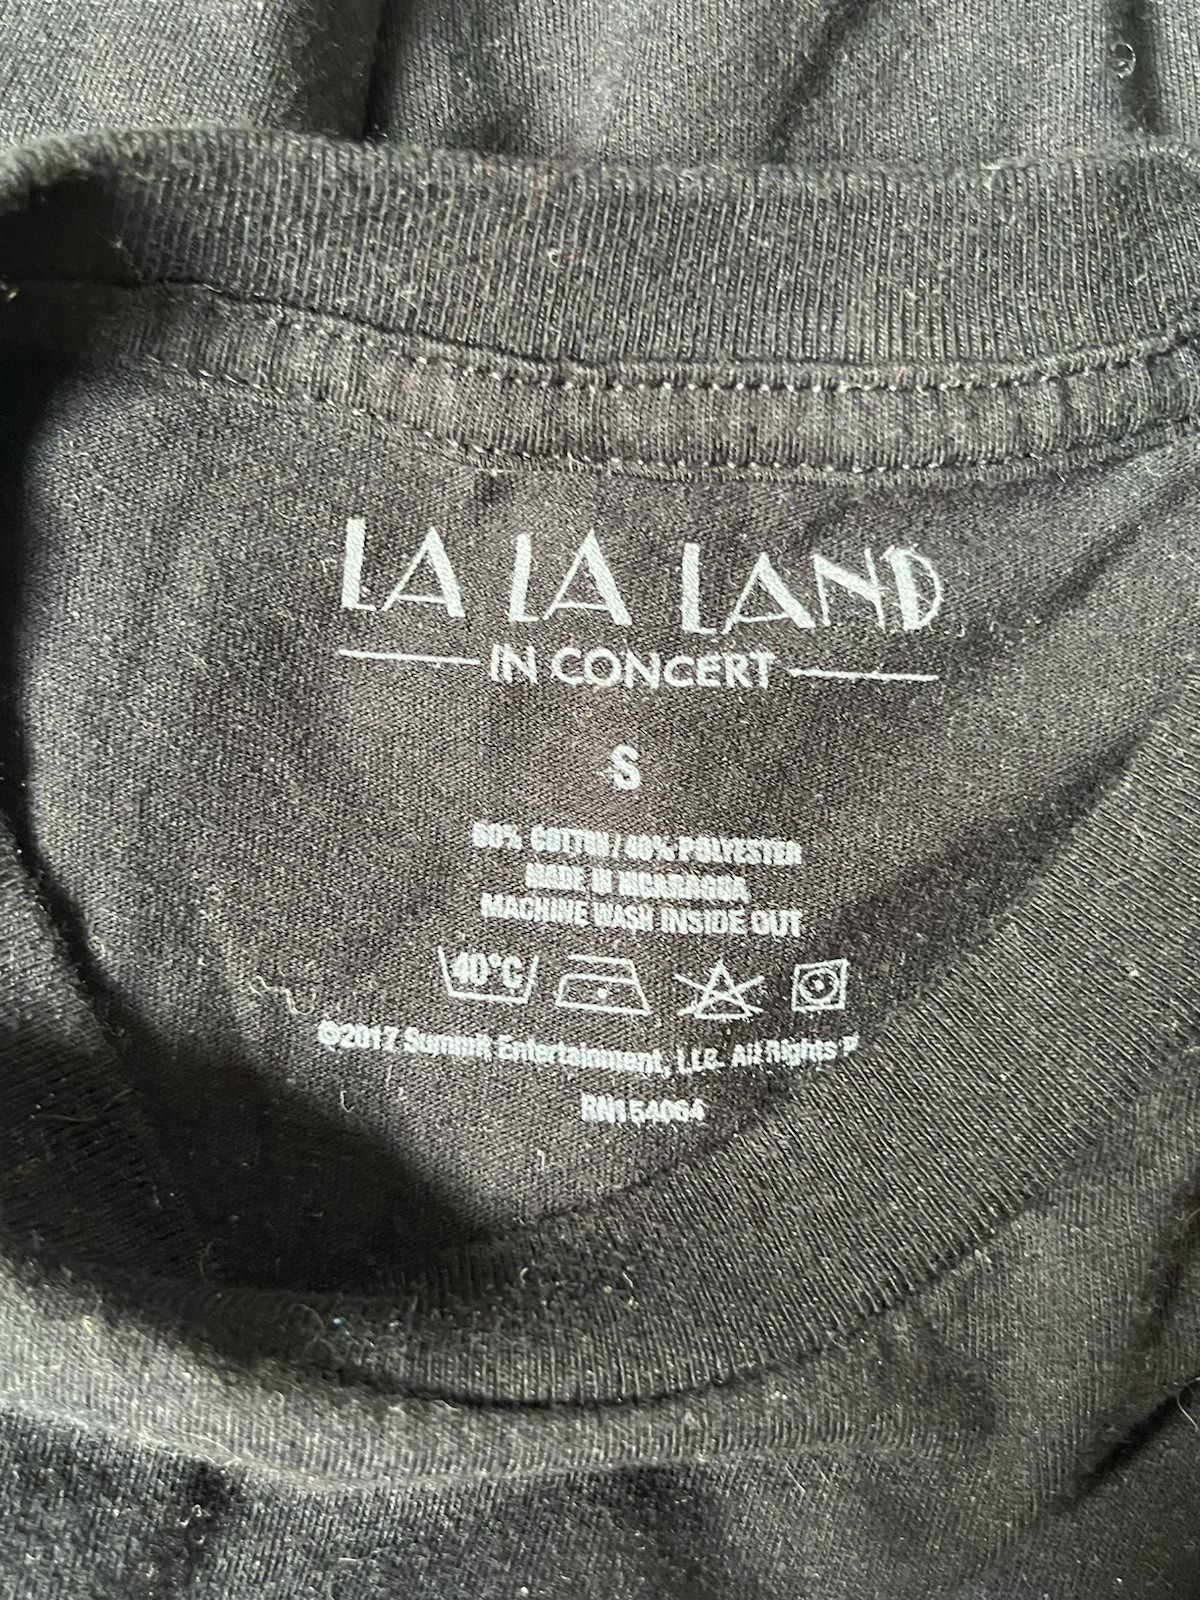 LA LA LAND
IN CONCERT
S
60% COTTON/40% POLYESTER
MADE IN NICARAGUA
MACHINE WASH INSIDE OUT
40°C
©2017 Summit Entertainment, LLC. All Rights
RN154064